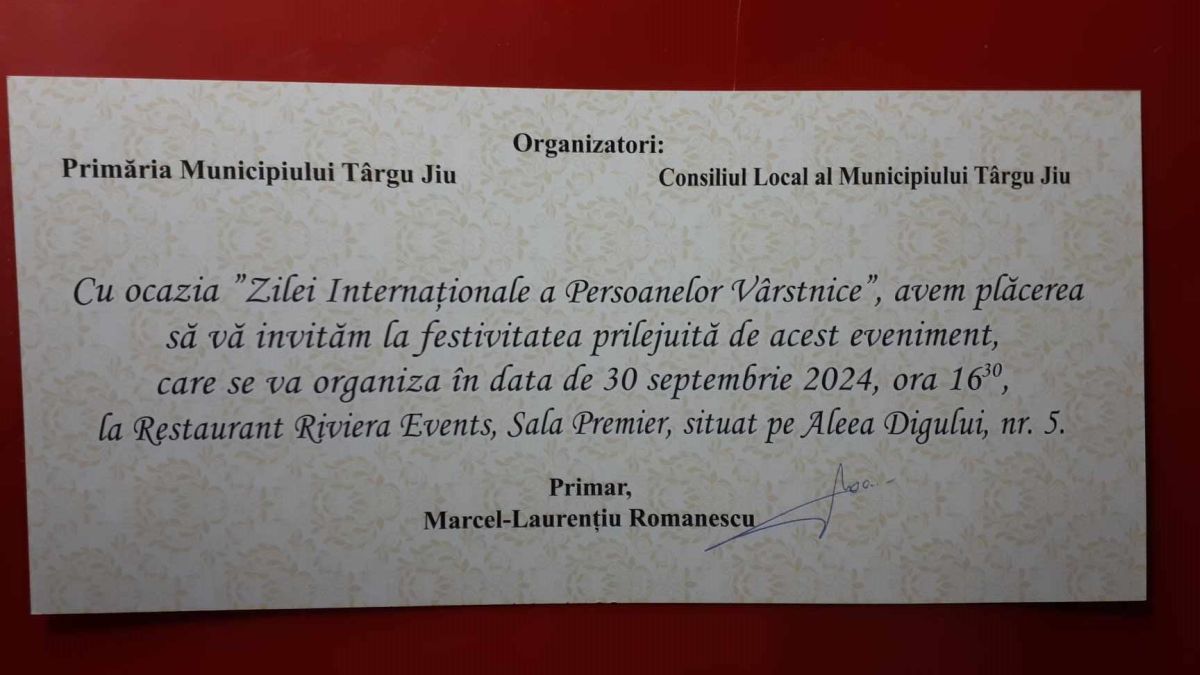 Organizatori:
Primăria Municipiului Târgu Jiu
Consiliul Local al Municipiului Târgu Jiu
Cu ocazia ”Zilei Internaționale a Persoanelor Vârstnice”, avem plăcerea
să vă invităm la festivitatea prilejuită de acest eveniment,
care se va organiza în data de 30 septembrie 2024, ora 16³⁰,
la Restaurant Riviera Events, Sala Premier, situat pe Aleea Digului, nr. 5.
Primar,
Marcel-Laurențiu Romanescu